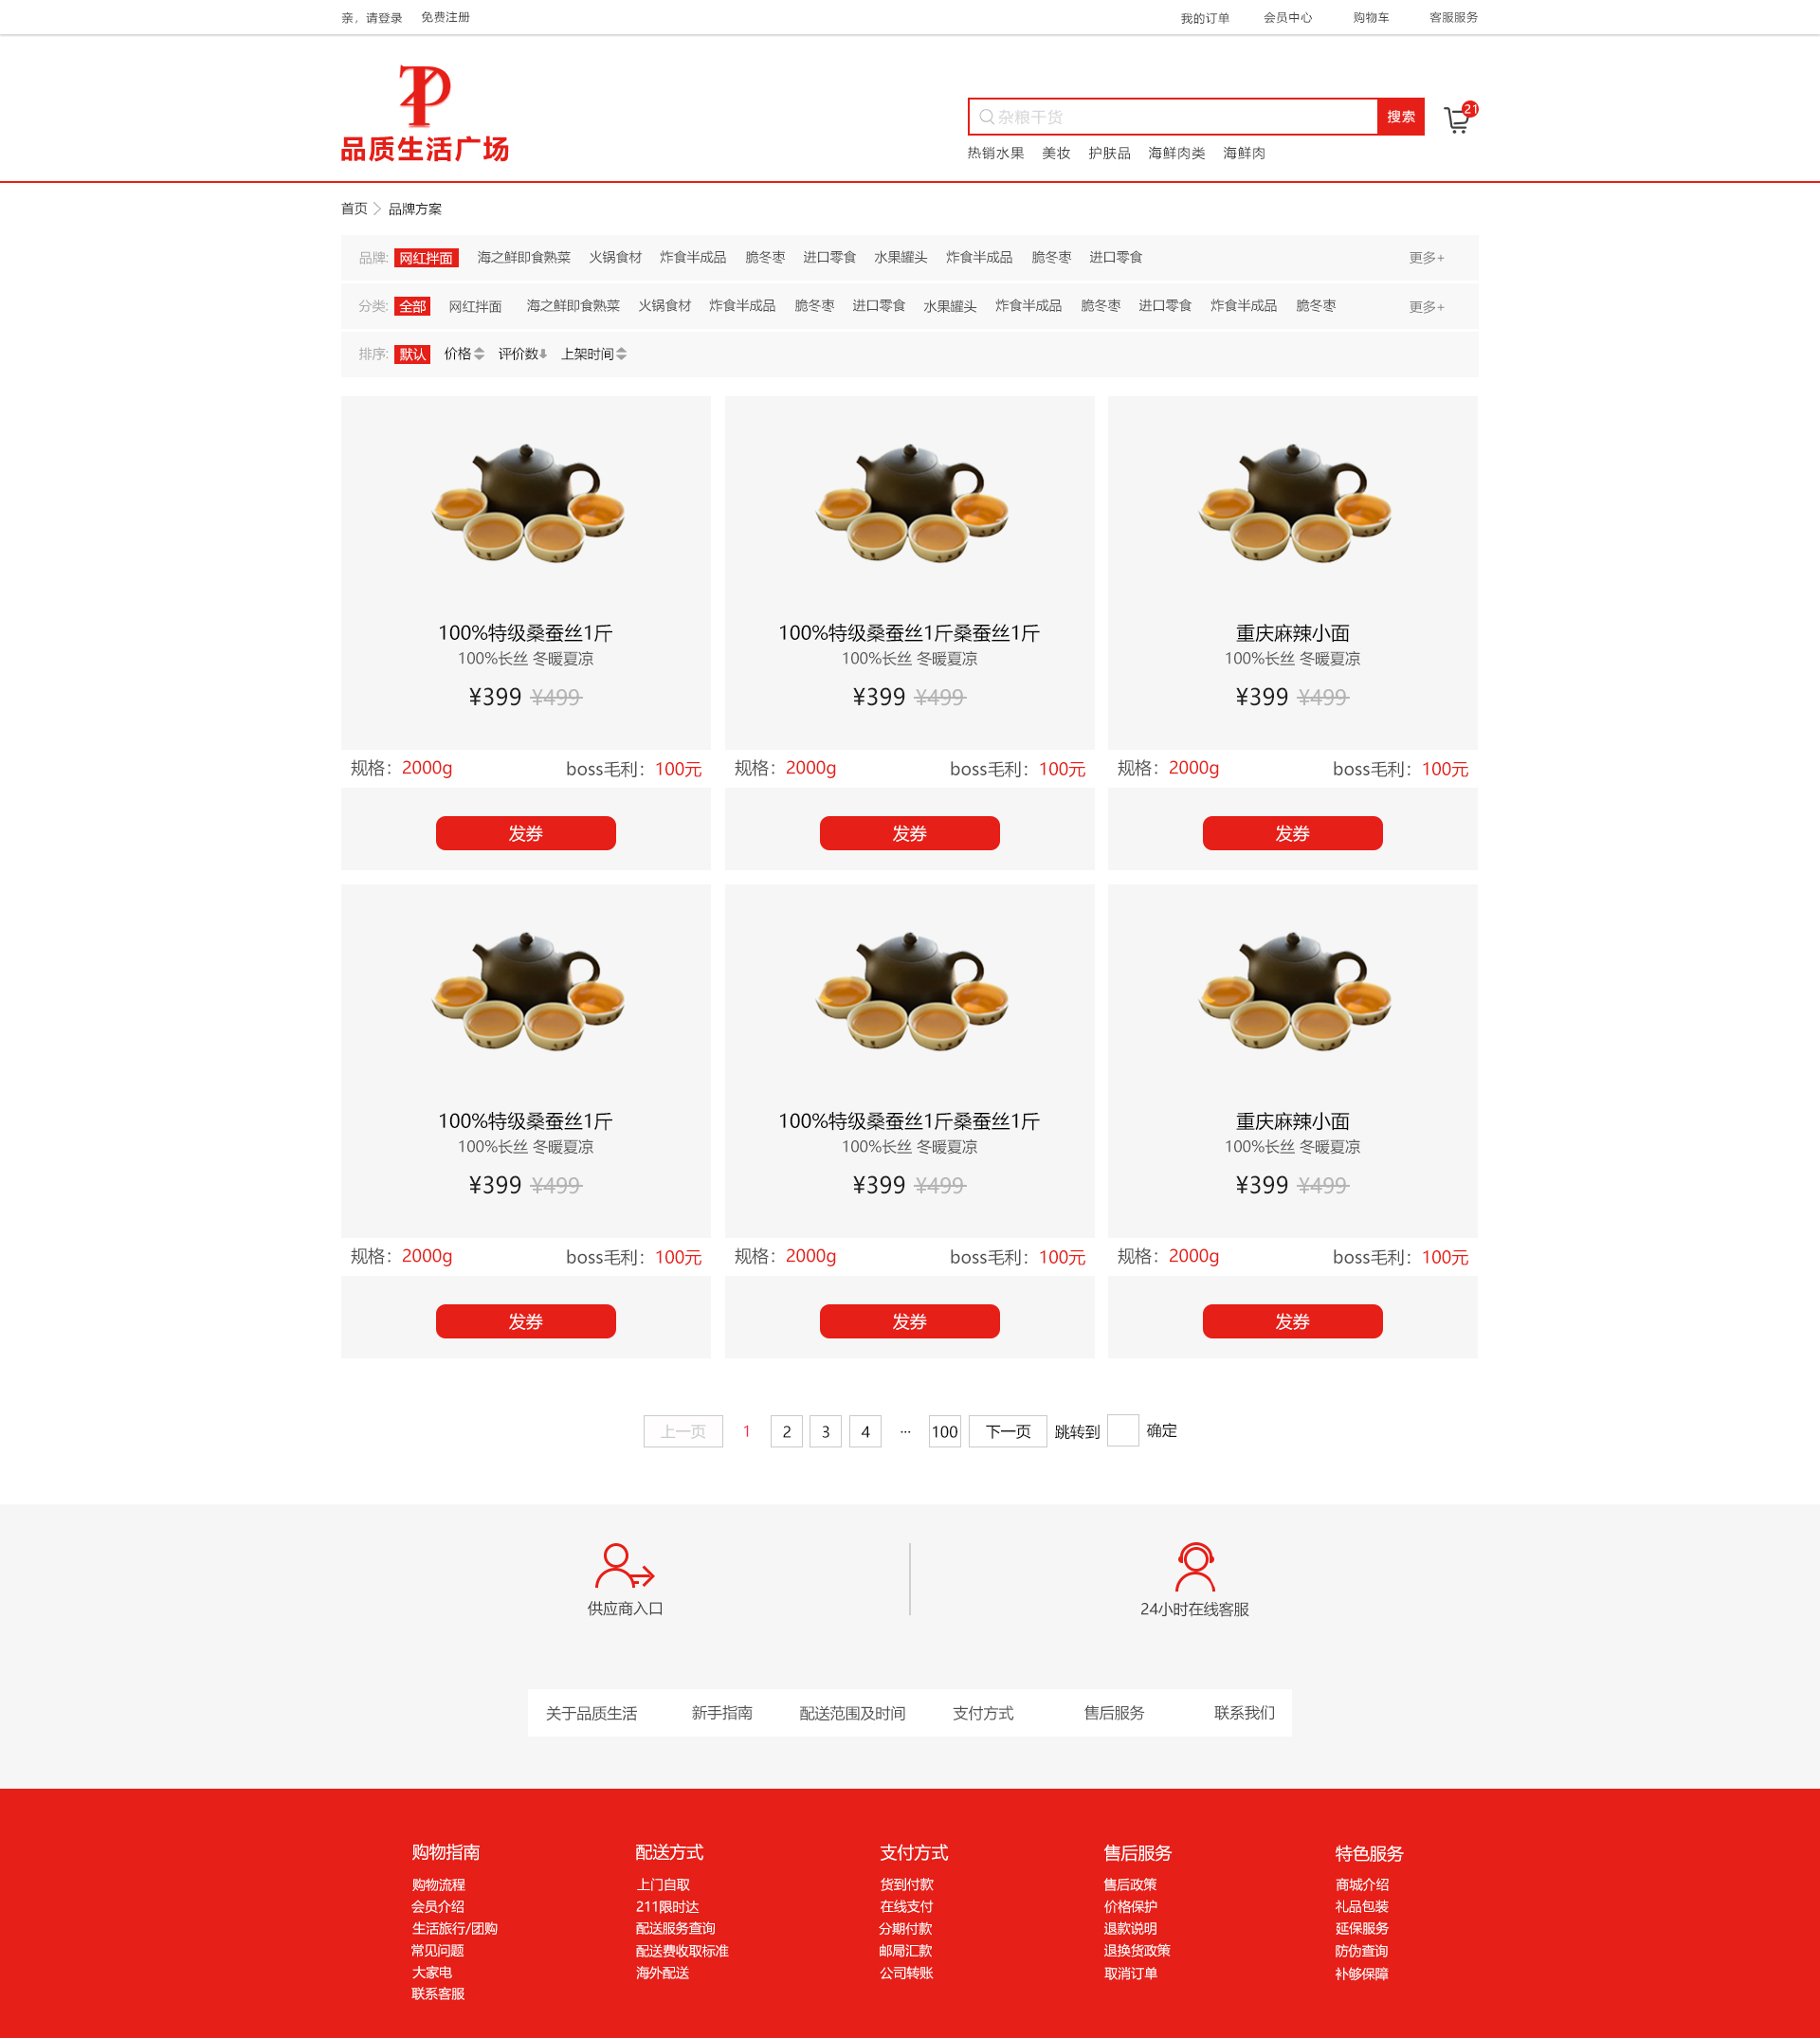 亲，请登录 免费注册 我的订单 会员中心 购物车 客服服务
品质生活广场
杂粮干货 搜索 21
热销水果 美妆 护肤品 海鲜肉类 海鲜肉
首页 > 品牌方案
品牌: 网红拌面 海之鲜即食熟菜 火锅食材 炸食半成品 脆冬枣 进口零食 水果罐头 炸食半成品 脆冬枣 进口零食 更多+
分类: 全部 网红拌面 海之鲜即食熟菜 火锅食材 炸食半成品 脆冬枣 进口零食 水果罐头 炸食半成品 脆冬枣 进口零食 炸食半成品 脆冬枣 更多+
排序: 默认 价格 评价数 上架时间
100%特级桑蚕丝1斤 100%特级桑蚕丝1斤桑蚕丝1斤 重庆麻辣小面
100%长丝 冬暖夏凉 100%长丝 冬暖夏凉 100%长丝 冬暖夏凉
¥399 ¥499 ¥399 ¥499 ¥399 ¥499
规格：2000g boss毛利：100元 规格：2000g boss毛利：100元 规格：2000g boss毛利：100元
发券 发券 发券
100%特级桑蚕丝1斤 100%特级桑蚕丝1斤桑蚕丝1斤 重庆麻辣小面
100%长丝 冬暖夏凉 100%长丝 冬暖夏凉 100%长丝 冬暖夏凉
¥399 ¥499 ¥399 ¥499 ¥399 ¥499
规格：2000g boss毛利：100元 规格：2000g boss毛利：100元 规格：2000g boss毛利：100元
发券 发券 发券
上一页 1 2 3 4 ... 100 下一页 跳转到 确定
供应商入口 24小时在线客服
关于品质生活 新手指南 配送范围及时间 支付方式 售后服务 联系我们
购物指南 配送方式 支付方式 售后服务 特色服务
购物流程 上门自取 货到付款 售后政策 商城介绍
会员介绍 211限时达 在线支付 价格保护 礼品包装
生活旅行/团购 配送服务查询 分期付款 退款说明 延保服务
常见问题 配送费收取标准 邮局汇款 退换货政策 防伪查询
大家电 海外配送 公司转账 取消订单 补够保障
联系客服